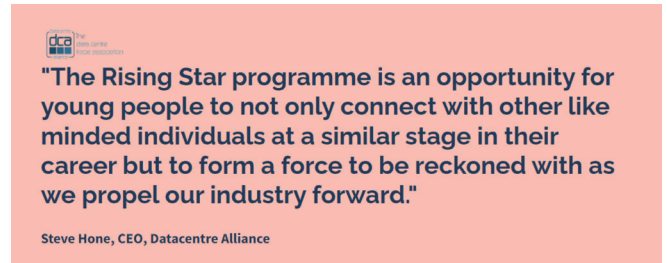 dca
The
data centre
trade association
"The Rising Star programme is an opportunity for
young people to not only connect with other like
minded individuals at a similar stage in their
career but to form a force to be reckoned with as
we propel our industry forward."
Steve Hone, CEO, Datacentre Alliance